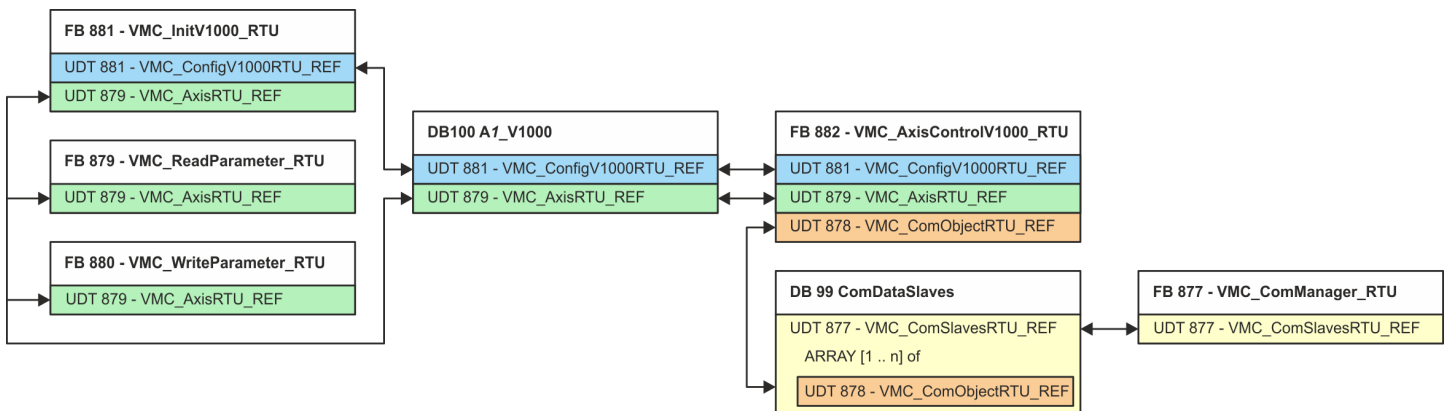 FB 881 - VMC_InitV1000_RTU
UDT 881 - VMC_ConfigV1000RTU_REF
UDT 879 - VMC_AxisRTU_REF
FB 879 - VMC_ReadParameter_RTU
UDT 879 - VMC_AxisRTU_REF
FB 880 - VMC_WriteParameter_RTU
UDT 879 - VMC_AxisRTU_REF
DB100 A1_V1000
UDT 881 - VMC_ConfigV1000RTU_REF
UDT 879 - VMC_AxisRTU_REF
FB 882 - VMC_AxisControlV1000_RTU
UDT 881 - VMC_ConfigV1000RTU_REF
UDT 879 - VMC_AxisRTU_REF
UDT 878 - VMC_ComObjectRTU_REF
DB 99 ComDataSlaves
UDT 877 - VMC_ComSlavesRTU_REF
ARRAY [1 .. n] of
UDT 878 - VMC_ComObjectRTU_REF
FB 877 - VMC_ComManager_RTU
UDT 877 - VMC_ComSlavesRTU_REF